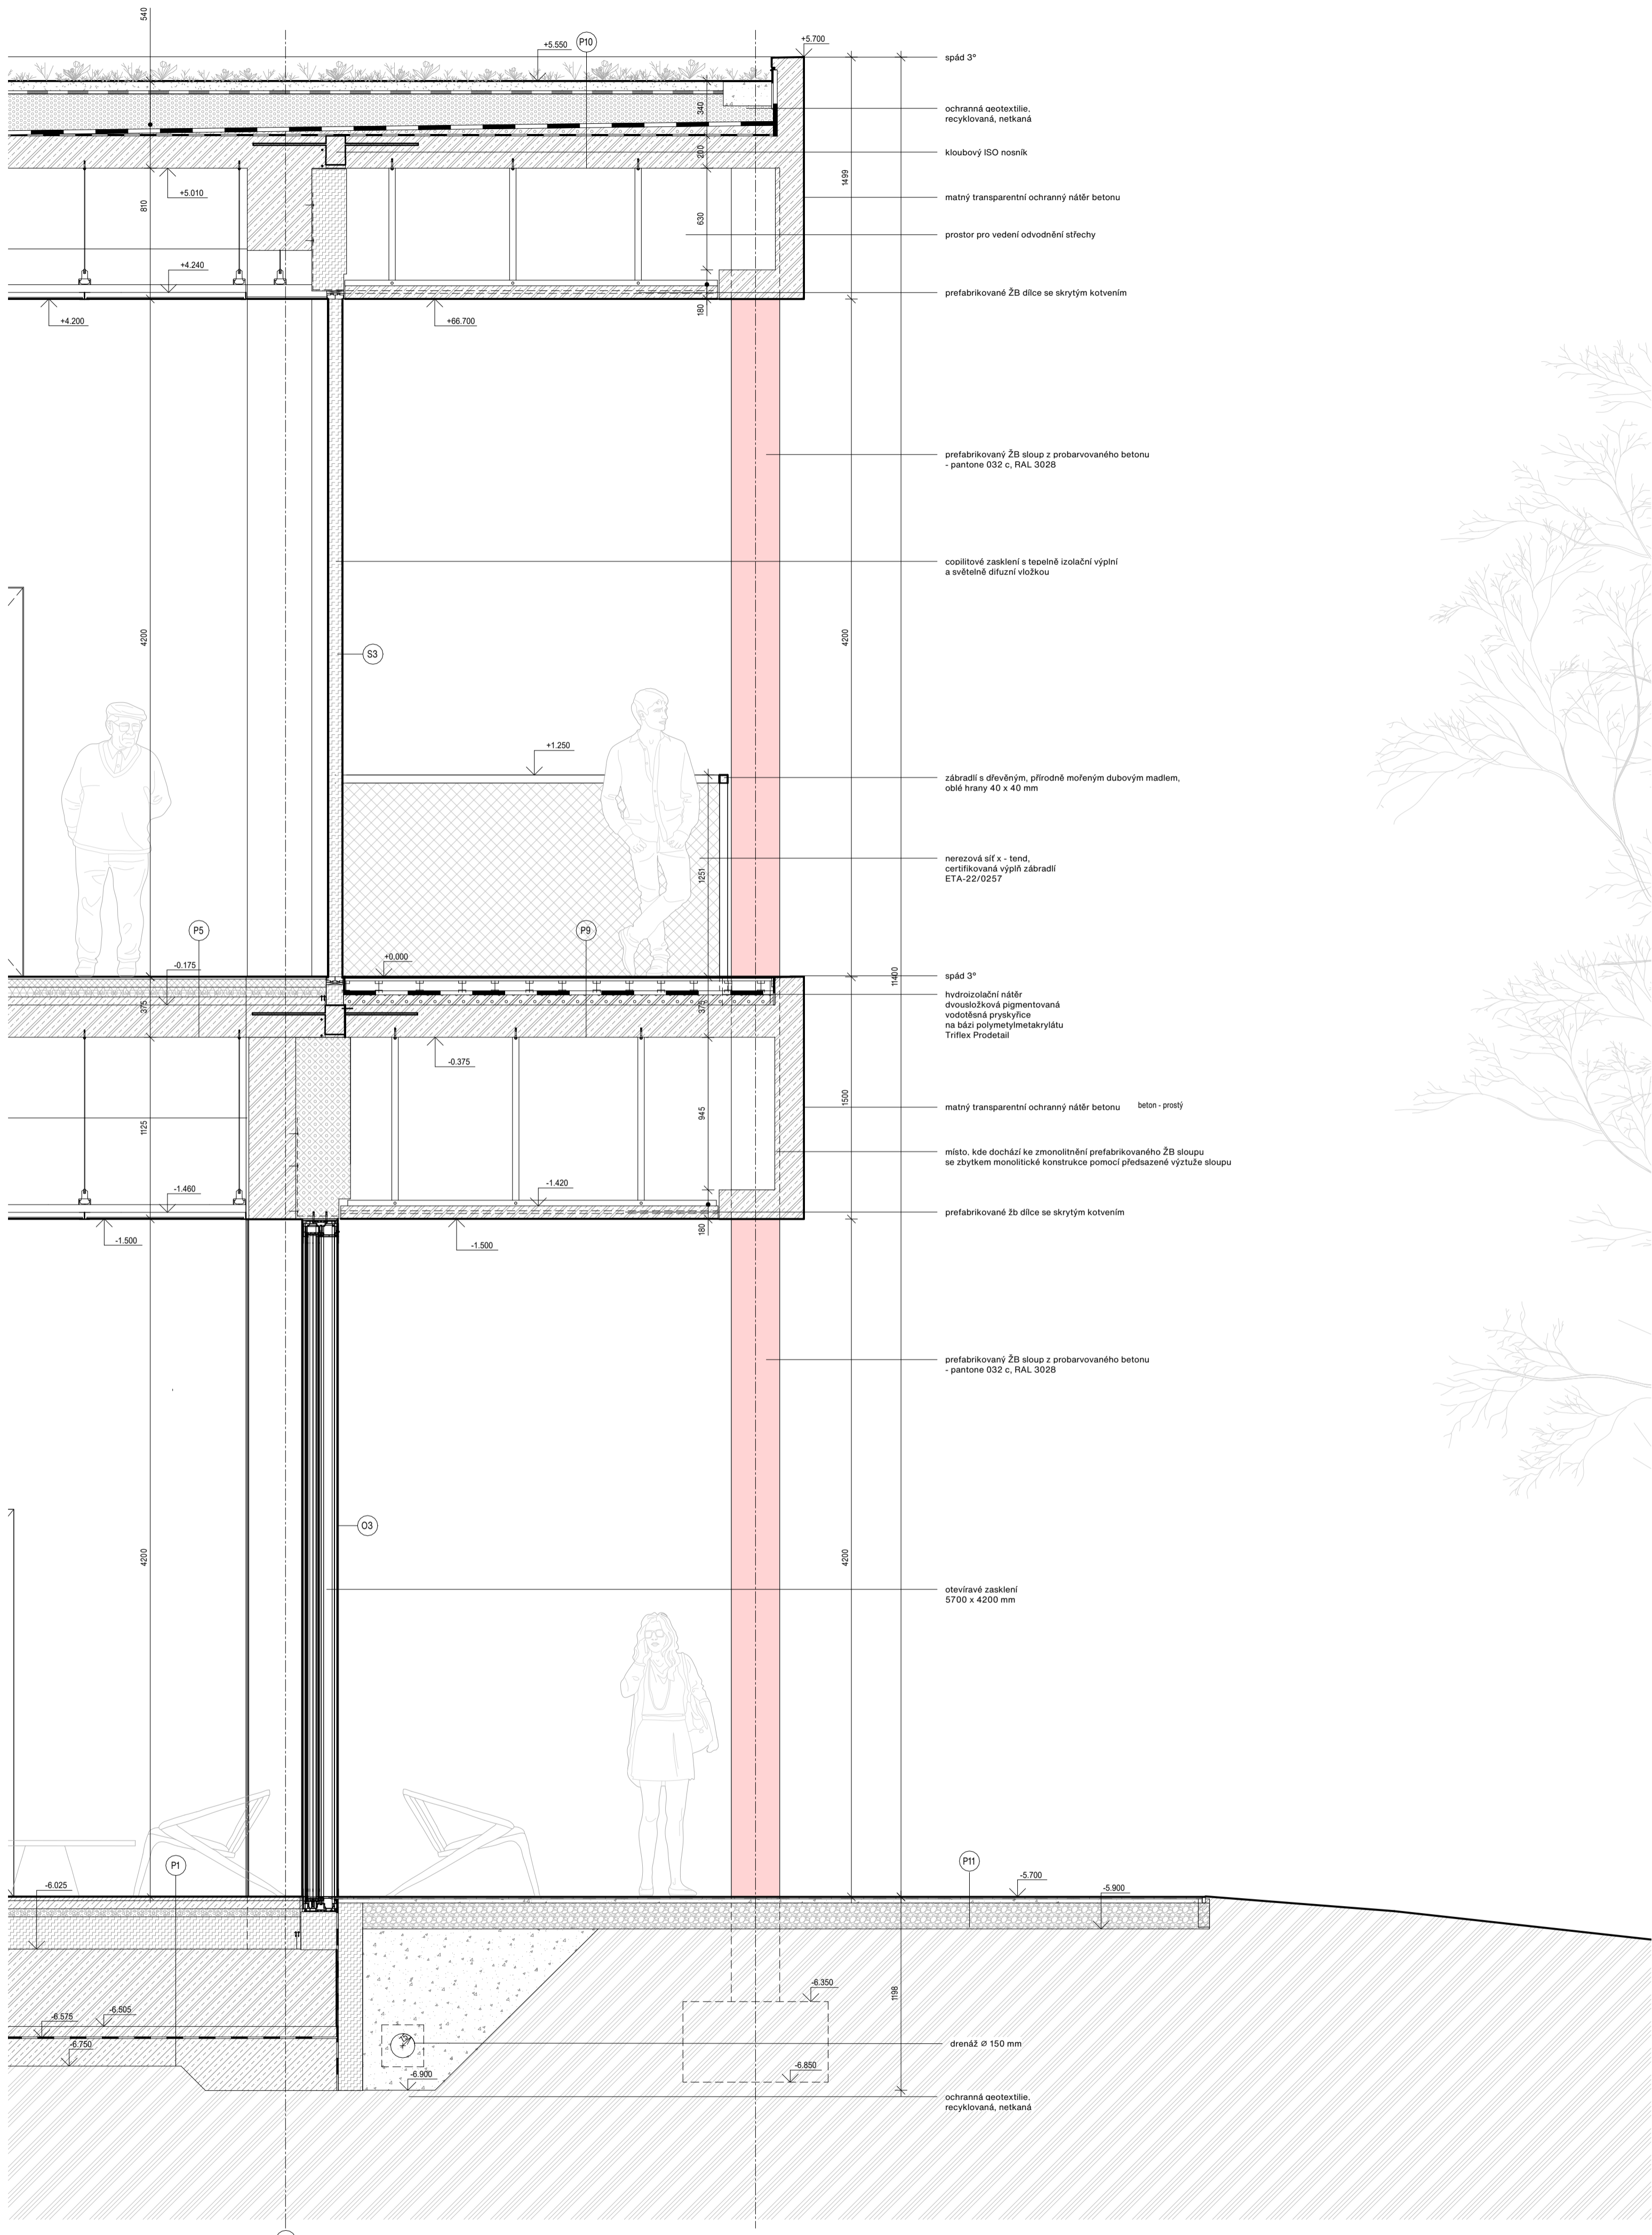 540
+5.550
P10
+5.700
spád 3°
340
ochranná geotextilie,
recyklovaná, netkaná
200
kloubový ISO nosník
1499
+5.010
matný transparentní ochranný nátěr betonu
810
630
prostor pro vedení odvodnění střechy
+4.240
prefabrikované ŽB dílce se skrytým kotvením
180
+4.200
+66.700
prefabrikovaný ŽB sloup z probarvovaného betonu
- pantone 032 c, RAL 3028
copilitové zasklení s tepelně izolační výplní
a světelně difuzní vložkou
4200
4200
S3
+1.250
zábradlí s dřevěným, přírodně mořeným dubovým madlem,
oblé hrany 40 x 40 mm
nerezová síť x - tend,
certifikovaná výplň zábradlí
ETA-22/0257
1251
P5
P9
-0.175
+0.000
spád 3°
11400
hydroizolační nátěr
dvousložková pigmentovaná
vodotěsná pryskyřice
na bázi polymetylmetakrylátu
Triflex Prodetail
375
375
-0.375
1500
matný transparentní ochranný nátěr betonu
beton - prostý
945
1125
místo, kde dochází ke zmonolitnění prefabrikovaného ŽB sloupu
se zbytkem monolitické konstrukce pomocí předsazené výztuže sloupu
-1.460
-1.420
prefabrikované žb dílce se skrytým kotvením
180
-1.500
-1.500
prefabrikovaný ŽB sloup z probarvovaného betonu
- pantone 032 c, RAL 3028
O3
4200
4200
otevíravé zasklení
5700 x 4200 mm
P1
P11
-6.025
-5.700
-5.900
-6.350
1198
-6.505
-6.575
-6.750
drenáž Ø 150 mm
-6.850
-6.900
ochranná geotextilie,
recyklovaná, netkaná